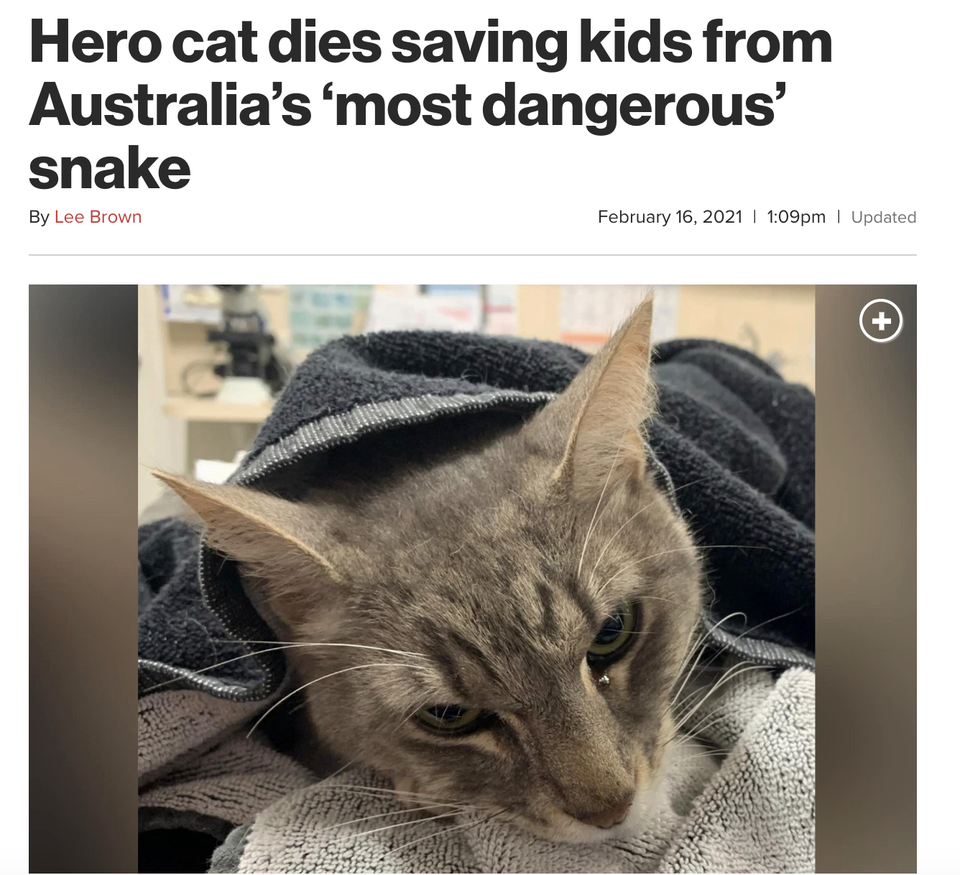 Hero cat dies saving kids from
Australia’s ‘most dangerous’
snake
By Lee Brown
February 16, 2021 | 1:09pm | Updated